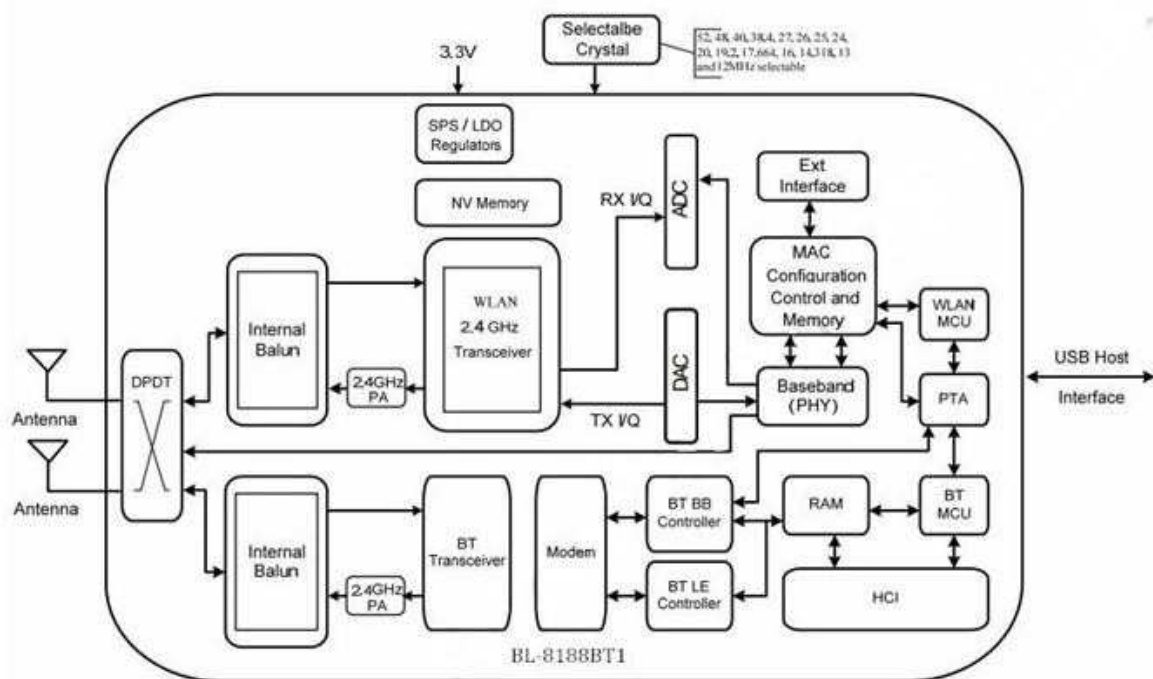 Selectalbe
Crystal
52, 48, 40, 38.4, 27, 26, 25, 24,
20, 19.2, 17.664, 16, 14.318, 13
and 12MHz selectable
3.3V
SPS / LDO
Regulators
NV Memory
RX I/Q
ADC
Ext
Interface
MAC
Configuration
Control and
Memory
WLAN
MCU
Internal
Balun
WLAN
2.4 GHz
Transceiver
2.4GHz
PA
DAC
TX I/Q
Baseband
(PHY)
PTA
USB Host
Interface
DPDT
Antenna
Antenna
Internal
Balun
2.4GHz
PA
BT
Transceiver
Modem
BT BB
Controller
BT LE
Controller
RAM
BT
MCU
HCI
BL-8188BT1